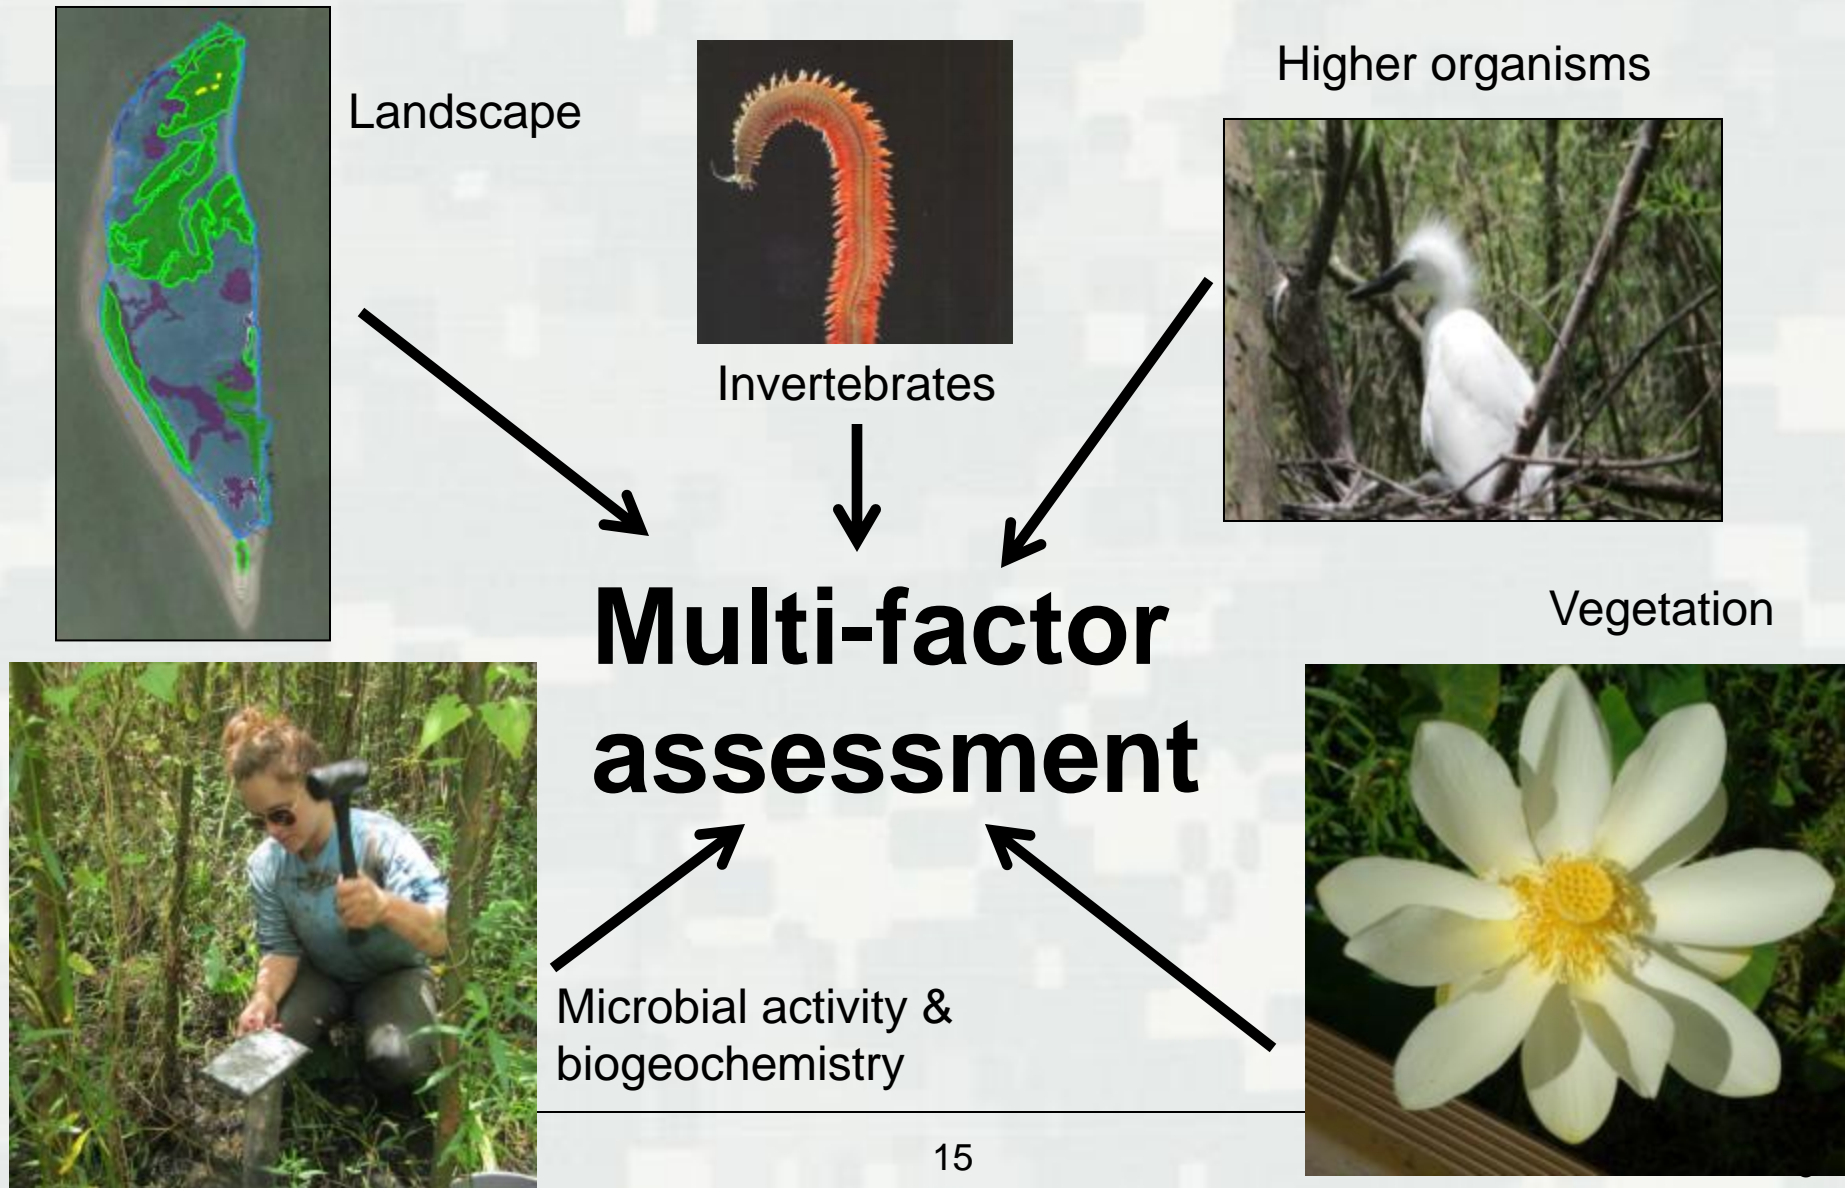 Landscape
Higher organisms
Invertebrates
Multi-factor
assessment
Vegetation
Microbial activity &
biogeochemistry
15